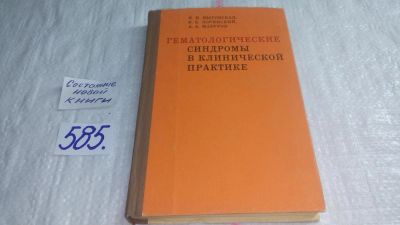 Состояние
новой
книги
585.
ГЕМАТОЛОГИЧЕСКИЕ
СИНДРОМЫ
В КЛИНИЧЕСКОЙ
ПРАКТИКЕ